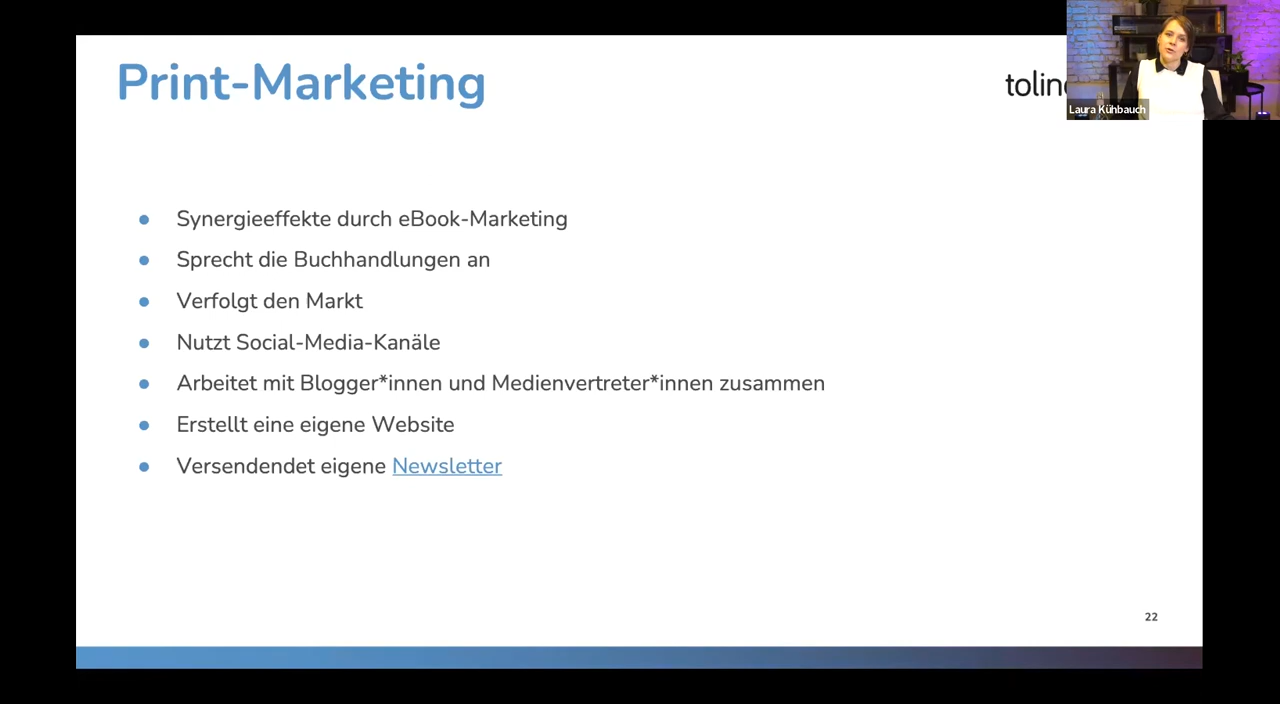 Print-Marketing
Laura Kühbauch
Synergieeffekte durch eBook-Marketing
Sprecht die Buchhandlungen an
Verfolgt den Markt
Nutzt Social-Media-Kanäle
Arbeitet mit Blogger*innen und Medienvertreter*innen zusammen
Erstellt eine eigene Website
Versendendet eigene Newsletter
22